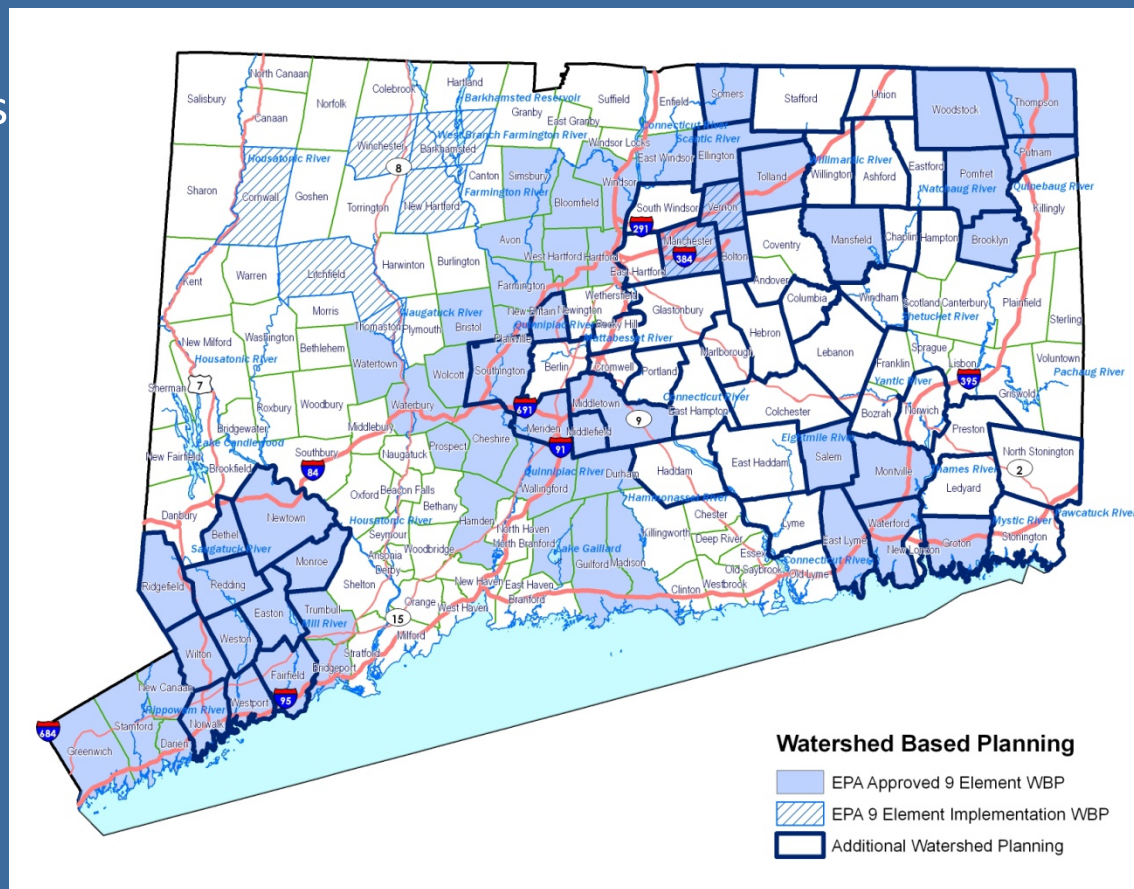 s
North Canaan
Salisbury
Canaan
Norfolk
Colebrook
Hartland
Barkhamsted Reservoir
Granby
Suffield
East Granby
Enfield
Somers
Stafford
Union
Woodstock
Thompson
Connecticut River
Scantic River
West Branch Farmington River
Windsor Locks
East Windsor
Winchester
Barkhamsted
8
Ellington
Willimantic River
Eastford
Putnam
Housatonic River
Canton
Simsbury
Windsor
Tolland
Willington
Ashford
Pomfret
Natchaug River
Quinebaug River
Sharon
Cornwall
Goshen
Torrington
New Hartford
Farmington River
Bloomfield
South Windsor
Vernon
Killingly
291
Manchester
384
Avon
West Hartford
Hartford
East Hartford
Bolton
Coventry
Mansfield
Chaplin
Hampton
Brooklyn
Litchfield
Harwinton
Burlington
Farmington
Andover
Kent
Warren
Morris
Wethersfield
Glastonbury
Columbia
Windham
Scotland
Canterbury
Plainfield
Sterling
Thomaston
Plymouth
Naugatuck River
Bristol
New Britain
Newington
Plainville
Quinnipiac River
Rocky Hill
Mattabesset River
Hebron
Shetucket River
New Milford
Washington
Bethlehem
Watertown
Wolcott
Southington
Berlin
Cromwell
Portland
Marlborough
Lebanon
Franklin
Sprague
Lisbon
Voluntown
Pachaug River
Housatonic River
Sherman
7
Roxbury
Woodbury
Waterbury
691
Middletown
Connecticut River
East Hampton
Colchester
Yantic River
395
Griswold
Bozrah
Norwich
Bridgewater
Middlebury
Meriden
Middlefield
9
Preston
Lake Candlewood
New Fairfield
Southbury
Naugatuck
Prospect
Cheshire
91
Eightmile River
North Stonington
Brookfield
84
Quinnipiac River
Wallingford
Durham
Haddam
East Haddam
Salem
Montville
Thames River
2
Danbury
Newtown
Oxford
Beacon Falls
Bethany
Hammonasset River
Ledyard
Bethel
Housatonic River
Seymour
Hamden
North Haven
Killingworth
Chester
Lyme
Pawcatuck River
Saugatuck River
Monroe
Ansonia
Woodbridge
North Branford
Lake Gaillard
Deep River
Waterford
Mystic River
Ridgefield
Redding
Derby
Shelton
Guilford
Madison
Essex
East Lyme
New London
Groton
Stonington
Easton
Trumbull
Orange
New Haven
East Haven
Old Saybrook
Connecticut River
Old Lyme
Mill River
15
West Haven
Branford
Clinton
Westbrook
Weston
Stratford
Milford
Wilton
Fairfield
Bridgeport
New Canaan
Westport
95
Rippowam River
Norwalk
684
Stamford
Darien
Greenwich
Watershed Based Planning
EPA Approved 9 Element WBP
EPA 9 Element Implementation WBP
Additional Watershed Planning